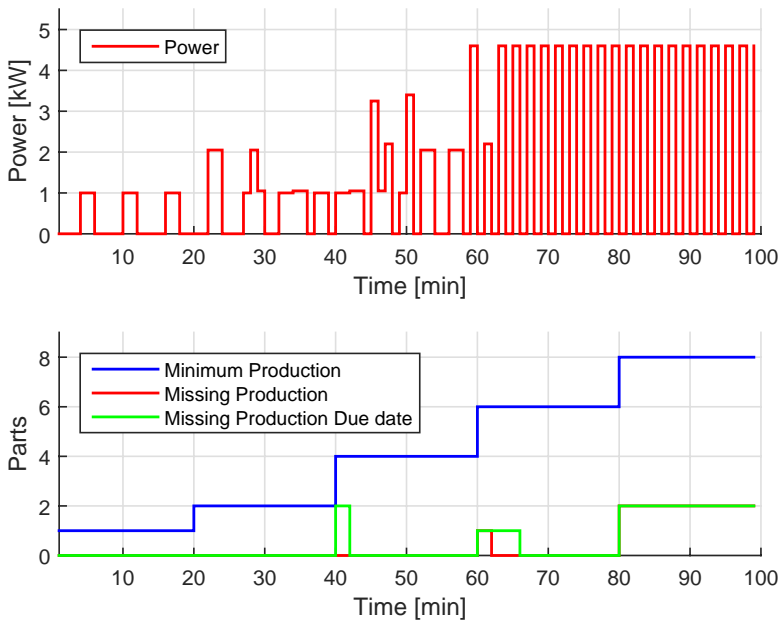 Power [kW]
5
4
3
2
1
0
Power
10 20 30 40 50 60 70 80 90 100
Time [min]
Parts
8
6
4
2
0
Minimum Production
Missing Production
Missing Production Due date
10 20 30 40 50 60 70 80 90 100
Time [min]